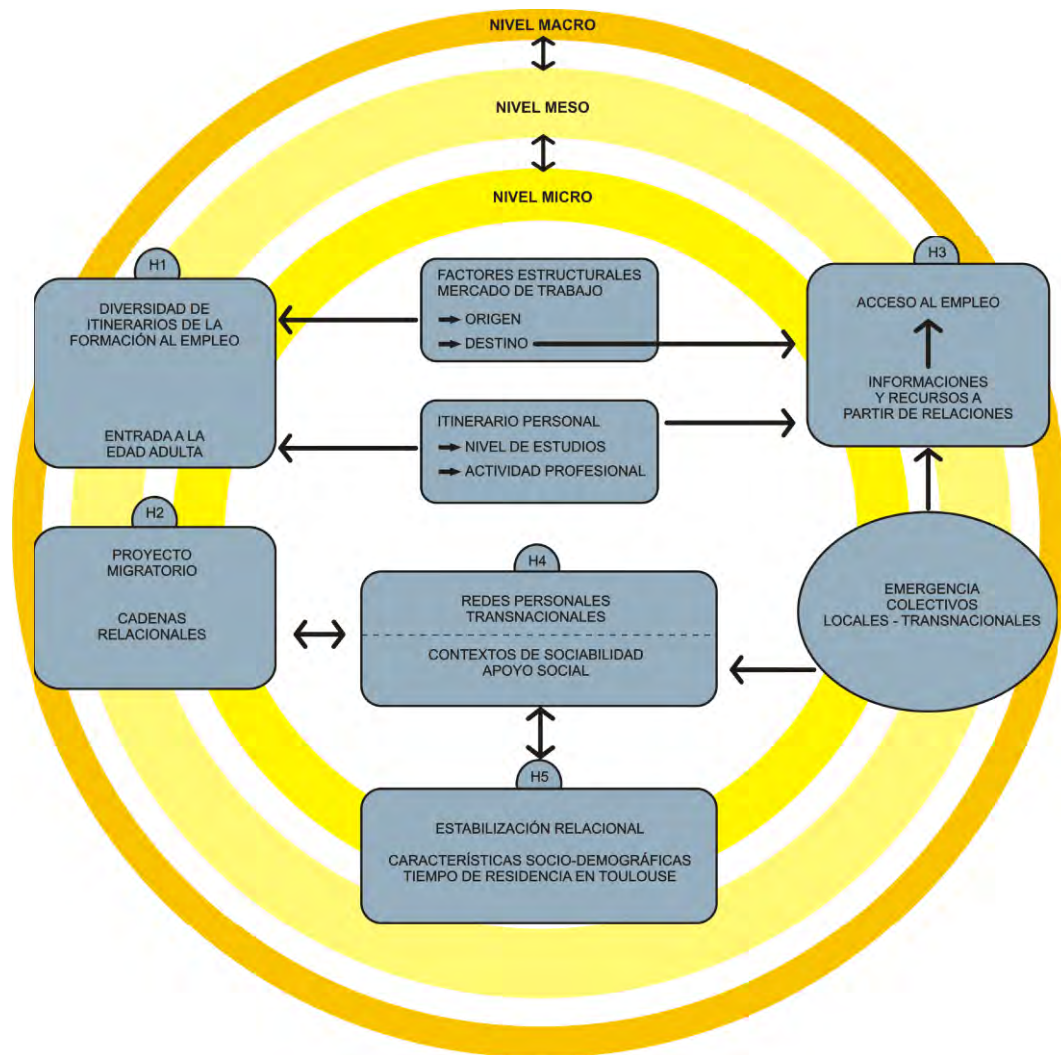 NIVEL MACRO
NIVEL MESO
NIVEL MICRO
H1
DIVERSIDAD DE
ITINERARIOS DE LA
FORMACIÓN AL EMPLEO
ENTRADA A LA
EDAD ADULTA
FACTORES ESTRUCTURALES
MERCADO DE TRABAJO
ORIGEN
DESTINO
H3
ACCESO AL EMPLEO
INFORMACIONES
Y RECURSOS A
PARTIR DE RELACIONES
ITINERARIO PERSONAL
NIVEL DE ESTUDIOS
ACTIVIDAD PROFESIONAL
H2
PROYECTO
MIGRATORIO
CADENAS
RELACIONALES
H4
REDES PERSONALES
TRANSNACIONALES
CONTEXTOS DE SOCIABILIDAD
APOYO SOCIAL
EMERGENCIA
COLECTIVOS
LOCALES - TRANSNACIONALES
H5
ESTABILIZACIÓN RELACIONAL
CARACTERÍSTICAS SOCIO-DEMOGRÁFICAS
TIEMPO DE RESIDENCIA EN TOULOUSE